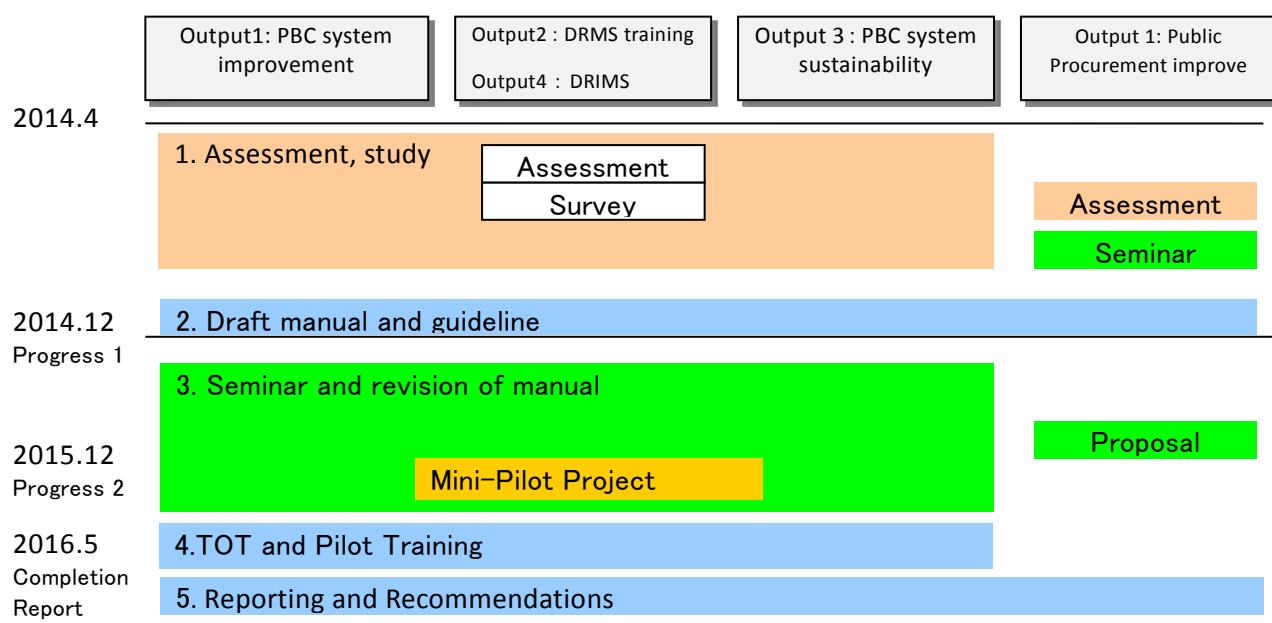 Output1: PBC system
improvement
Output2 : DRMS training
Output4 : DRIMS
Output 3 : PBC system
sustainability
Output 1: Public
Procurement improve
2014.4
1. Assessment, study
Assessment
Survey
Assessment
Seminar
2014.12
Progress 1
2. Draft manual and guideline
3. Seminar and revision of manual
Proposal
2015.12
Progress 2
Mini-Pilot Project
2016.5
Completion
Report
4.TOT and Pilot Training
5. Reporting and Recommendations